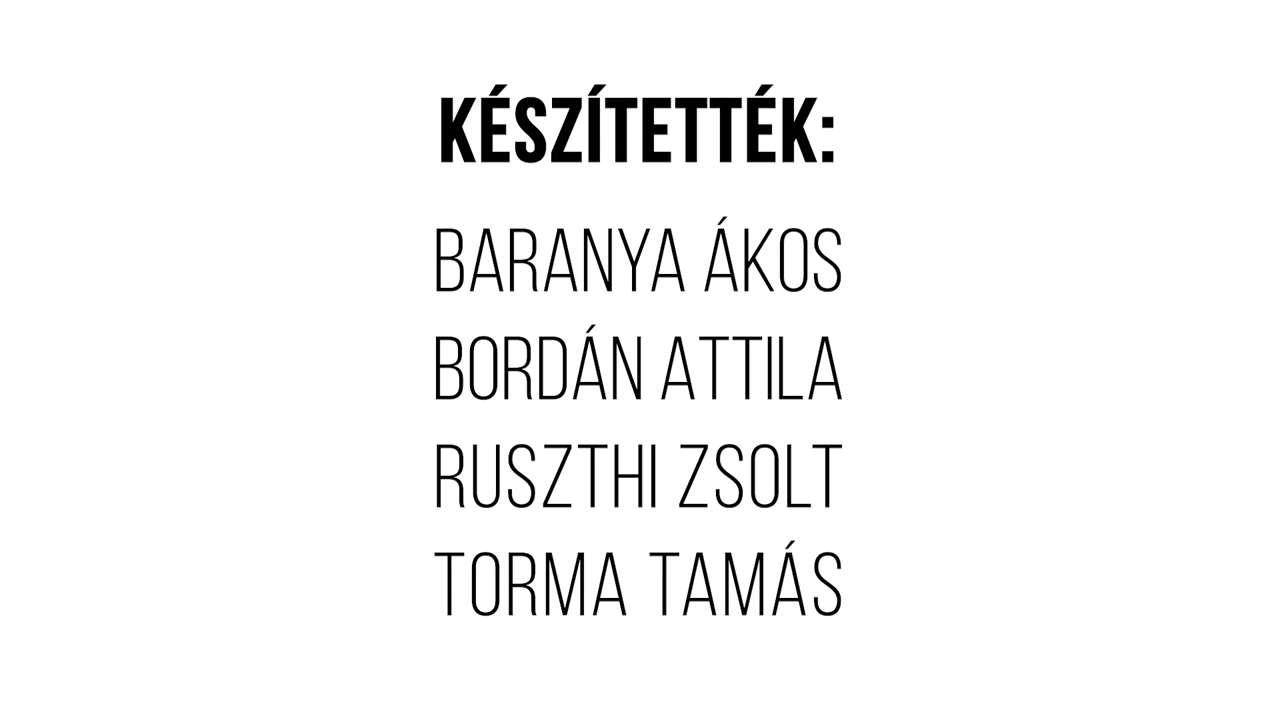 KÉSZÍTETTÉK:
BARANYA ÁKOS
BORDÁN ATTILA
RUSZTHI ZSOLT
TORMA TAMÁS